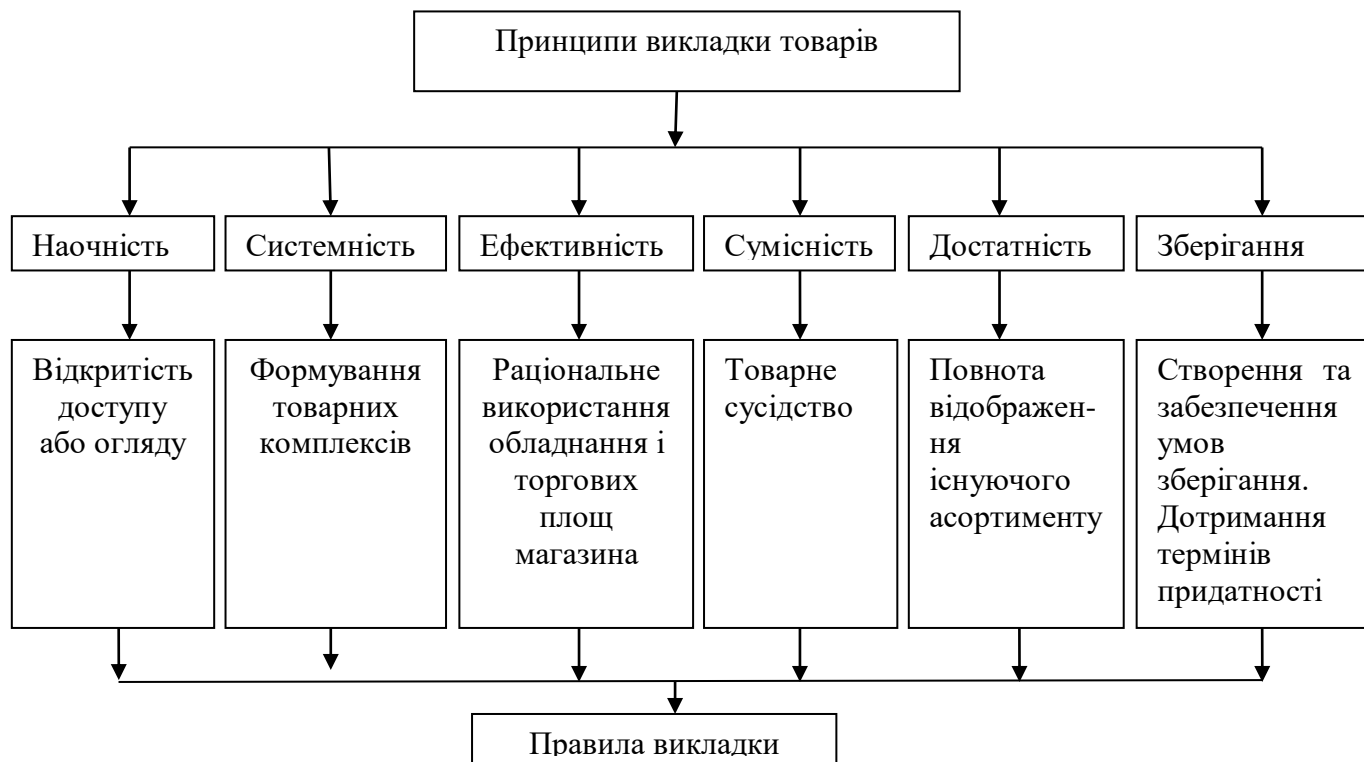 Принципи викладки товарів
Наочність
Системність
Ефективність
Сумісність
Достатність
Зберігання
Відкритість
доступу
або огляду
Формування
товарних
комплексів
Раціональне
використання
обладнання і
торгових
площ
магазина
Товарне
сусідство
Повнота
відображен-
ня
існуючого
асортименту
Створення та
забезпечення
умов
зберігання.
Дотримання
термінів
придатності
Правила викладки